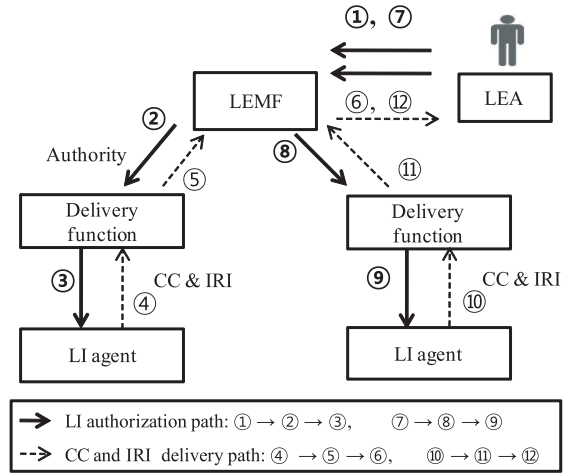 ①, ⑦
LEMF
LEA
⑥, ⑫
②
⑧
Authority
⑤
⑪
Delivery
function
Delivery
function
③
CC & IRI
④
⑨
CC & IRI
⑩
LI agent
LI agent
LI authorization path: ① → ② → ③, ⑦ → ⑧ → ⑨
CC and IRI delivery path: ④ → ⑤ → ⑥, ⑩ → ⑪ → ⑫